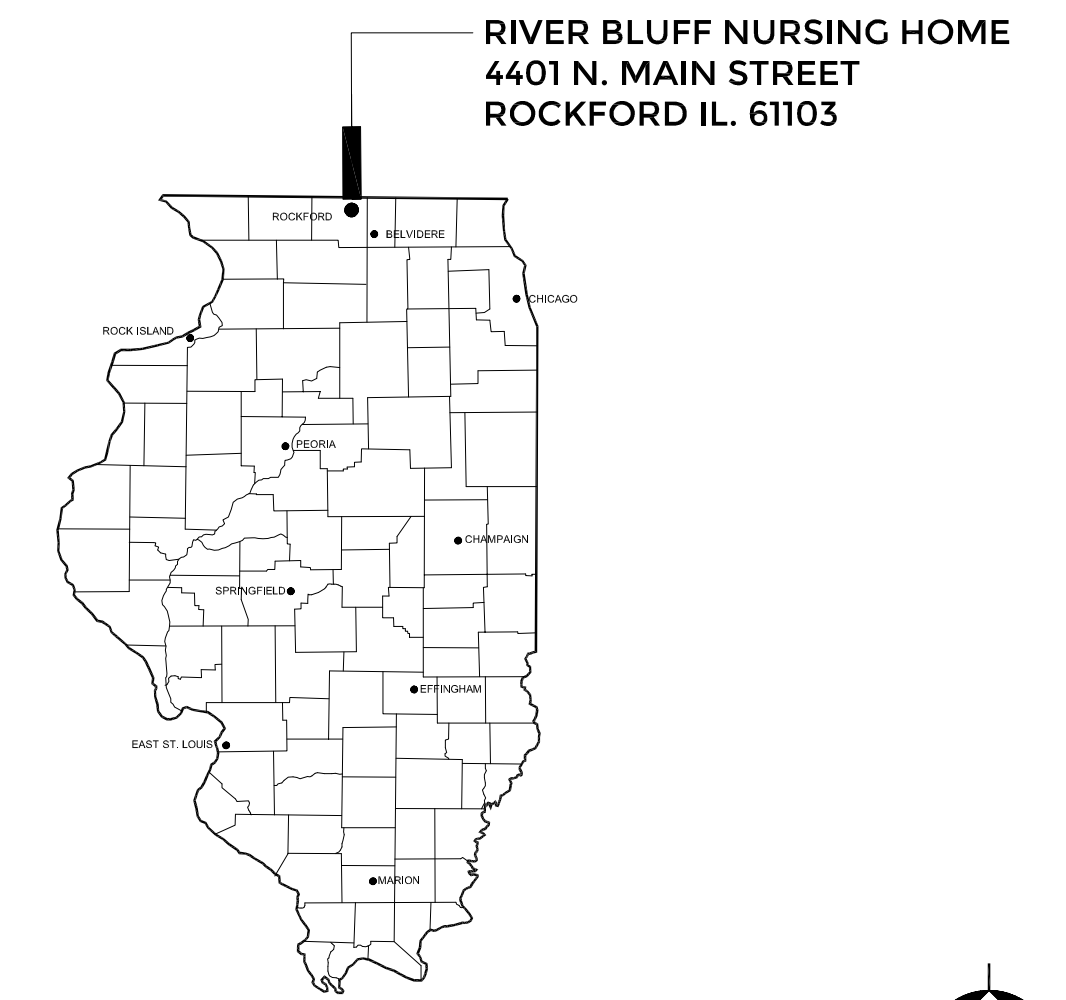 RIVER BLUFF NURSING HOME
4401 N. MAIN STREET
ROCKFORD IL. 61103
ROCKFORD
BELVIDERE
CHICAGO
ROCK ISLAND
PEORIA
CHAMPAIGN
SPRINGFIELD
EFFINGHAM
EAST ST. LOUIS
MARION